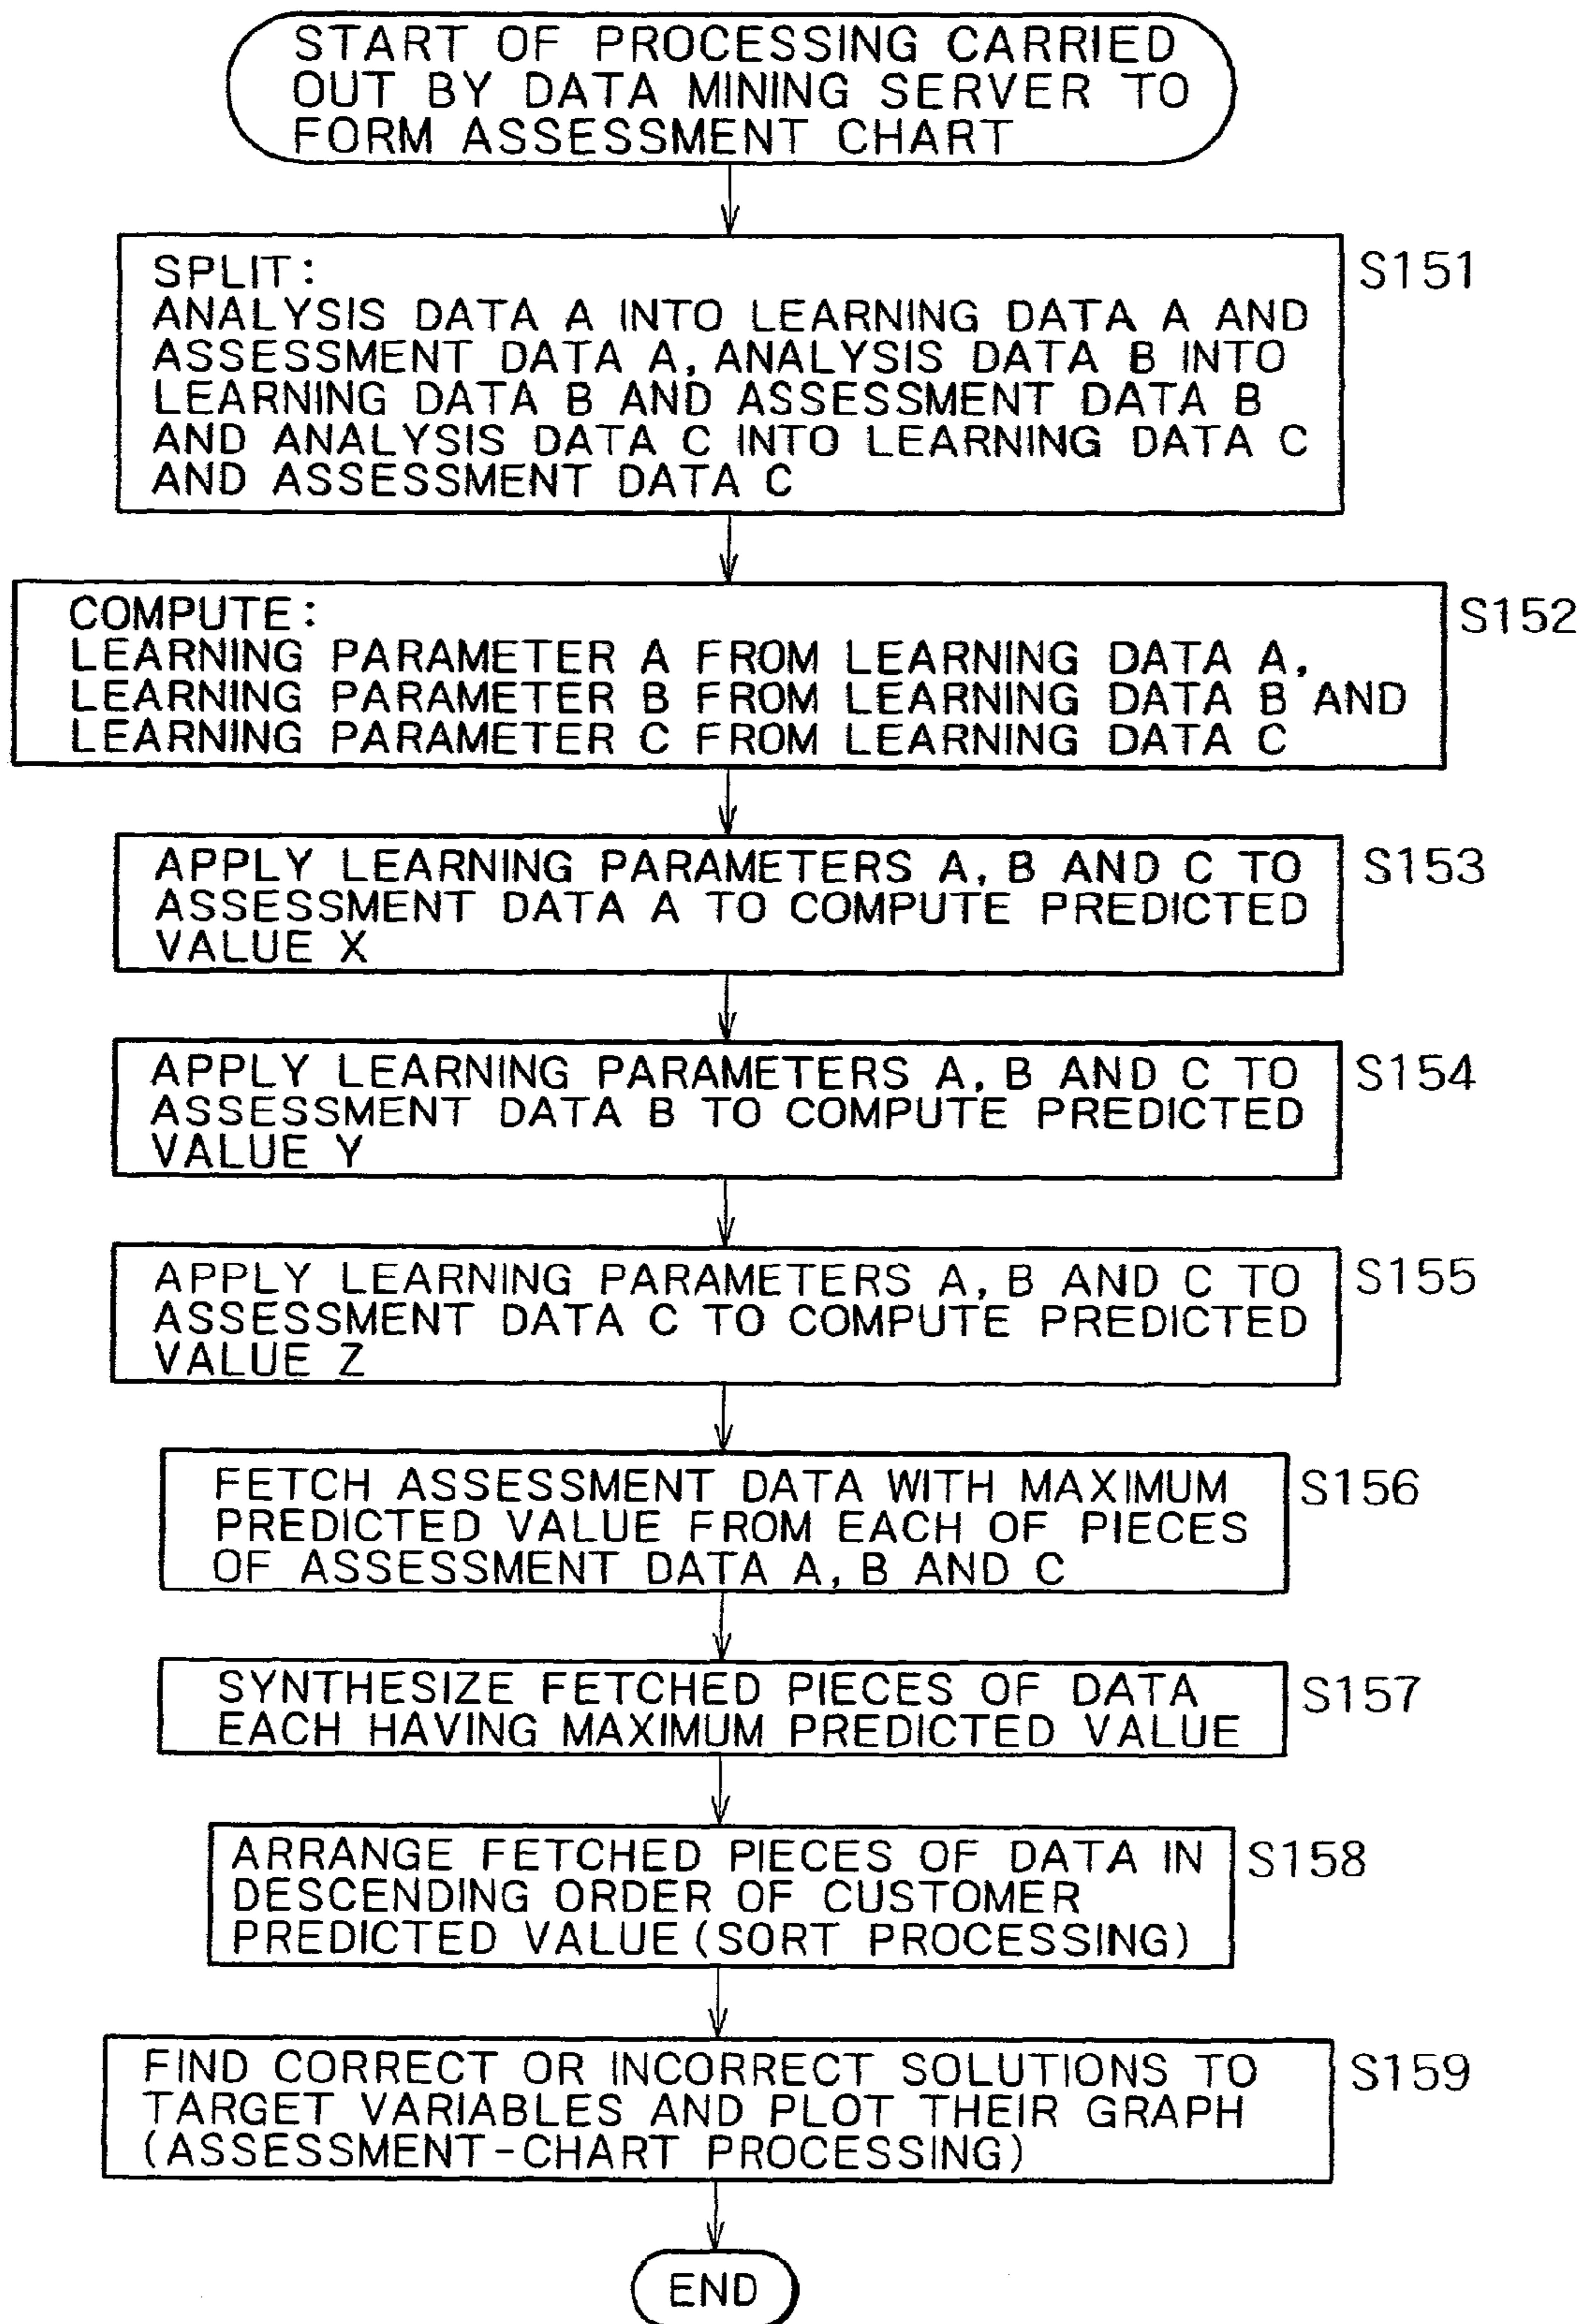 START OF PROCESSING CARRIED
OUT BY DATA MINING SERVER TO
FORM ASSESSMENT CHART
SPLIT:
ANALYSIS DATA A INTO LEARNING DATA A AND
ASSESSMENT DATA A, ANALYSIS DATA B INTO
LEARNING DATA B AND ASSESSMENT DATA B
AND ANALYSIS DATA C INTO LEARNING DATA C
AND ASSESSMENT DATA C
S151
COMPUTE:
LEARNING PARAMETER A FROM LEARNING DATA A,
LEARNING PARAMETER B FROM LEARNING DATA B AND
LEARNING PARAMETER C FROM LEARNING DATA C
S152
APPLY LEARNING PARAMETERS A, B AND C TO
ASSESSMENT DATA A TO COMPUTE PREDICTED
VALUE X
S153
APPLY LEARNING PARAMETERS A, B AND C TO
ASSESSMENT DATA B TO COMPUTE PREDICTED
VALUE Y
S154
APPLY LEARNING PARAMETERS A, B AND C TO
ASSESSMENT DATA C TO COMPUTE PREDICTED
VALUE Z
S155
FETCH ASSESSMENT DATA WITH MAXIMUM
PREDICTED VALUE FROM EACH OF PIECES
OF ASSESSMENT DATA A, B AND C
S156
SYNTHESIZE FETCHED PIECES OF DATA
EACH HAVING MAXIMUM PREDICTED VALUE
S157
ARRANGE FETCHED PIECES OF DATA IN
DESCENDING ORDER OF CUSTOMER
PREDICTED VALUE (SORT PROCESSING)
S158
FIND CORRECT OR INCORRECT SOLUTIONS TO
TARGET VARIABLES AND PLOT THEIR GRAPH
(ASSESSMENT-CHART PROCESSING)
S159
END